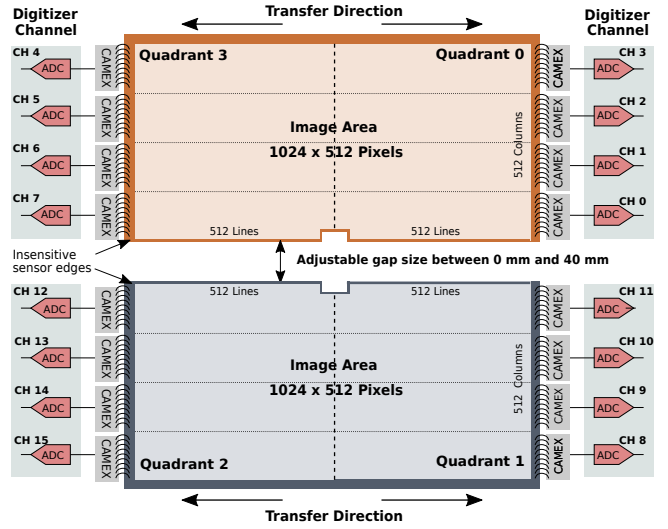 Transfer Direction
Digitizer
Channel
Digitizer
Channel
CH 4
ADC
CAMEX
Quadrant 3
Quadrant 0
CAMEX
ADC
CH 3
CH 5
ADC
CAMEX
CAMEX
ADC
CH 2
Image Area
1024 x 512 Pixels
512 Columns
CH 6
ADC
CAMEX
CAMEX
ADC
CH 1
CH 7
ADC
CAMEX
CAMEX
ADC
CH 0
512 Lines
512 Lines
Insensitive
sensor edges
Adjustable gap size between 0 mm and 40 mm
512 Lines
512 Lines
CH 12
ADC
CAMEX
CAMEX
ADC
CH 11
CH 13
ADC
CAMEX
CAMEX
ADC
CH 10
Image Area
1024 x 512 Pixels
512 Columns
CH 14
ADC
CAMEX
CAMEX
ADC
CH 9
CH 15
ADC
CAMEX
Quadrant 2
Quadrant 1
CAMEX
ADC
CH 8
Transfer Direction